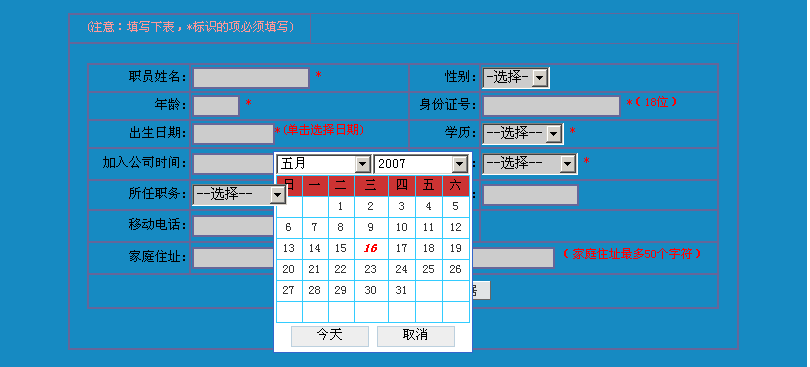 (注意：填写下表，*标识的项必须填写)
职员姓名: * 性别: -选择-
年龄: * 身份证号: *（18位）
出生日期: *(单击选择日期) 学历: --选择-- *
加入公司时间: 五月 2007 : --选择-- *
日 一 二 三 四 五 六
所任职务: --选择-- :
1 2 3 4 5
移动电话: 6 7 8 9 10 11 12
13 14 15 16 17 18 19
家庭住址: （家庭住址最多50个字符）
20 21 22 23 24 25 26
27 28 29 30 31
今天 取消